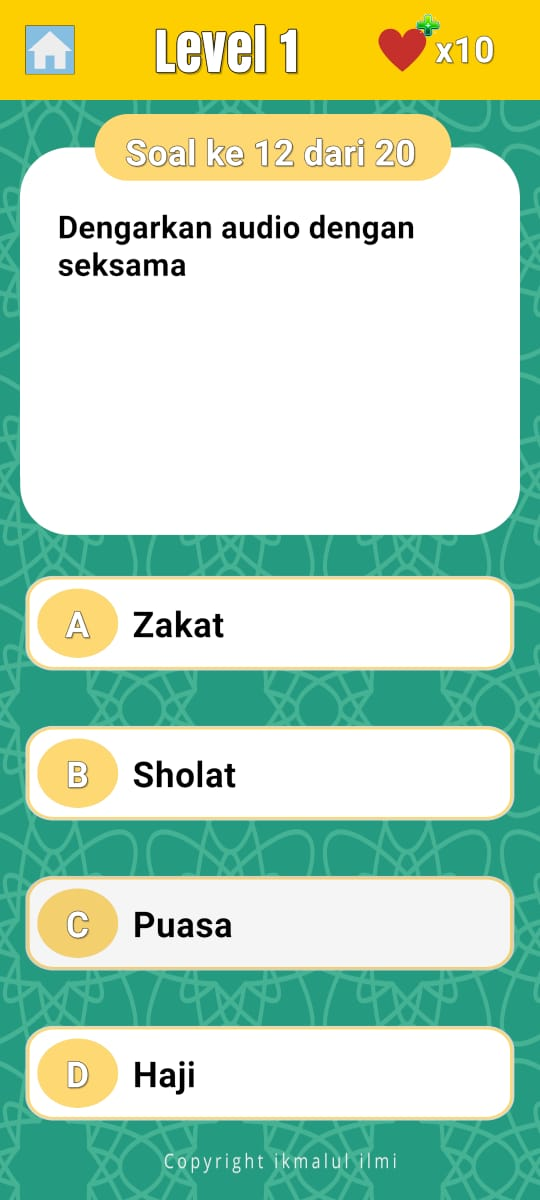 Level 1
x10
Soal ke 12 dari 20
Dengarkan audio dengan
seksama
A Zakat
B Sholat
C Puasa
D Haji
Copyright ikmalul ilmi